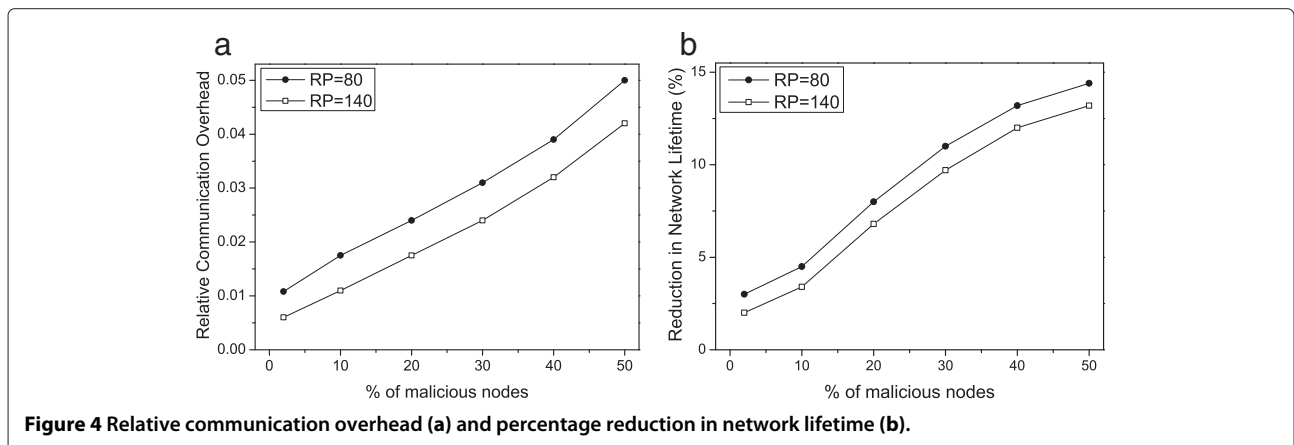 a
Relative Communication Overhead
0.05
0.04
0.03
0.02
0.01
0.00
RP=80
RP=140
0 10 20 30 40 50
% of malicious nodes
b
Reduction in Network Lifetime (%)
15
10
5
0
RP=80
RP=140
0 10 20 30 40 50
% of malicious nodes
Figure 4 Relative communication overhead (a) and percentage reduction in network lifetime (b).